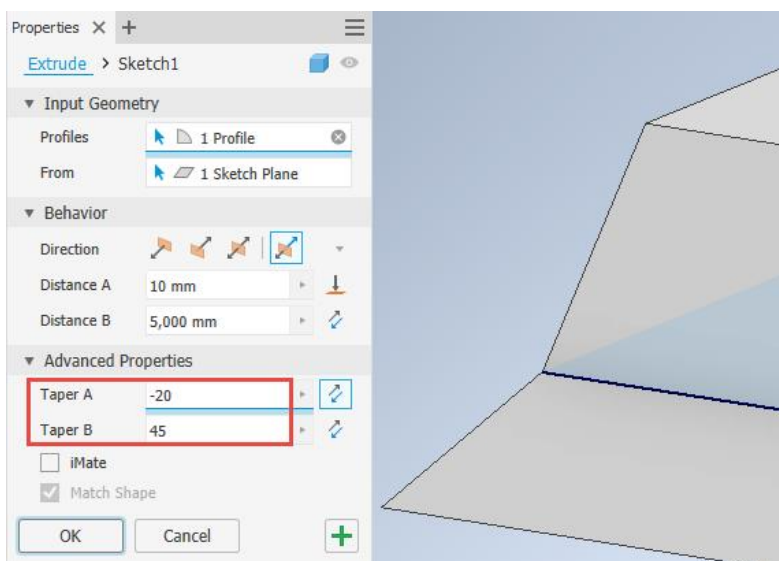 Properties
Extrude > Sketch1
Input Geometry
Profiles 1 Profile
From 1 Sketch Plane
Behavior
Direction
Distance A 10 mm
Distance B 5,000 mm
Advanced Properties
Taper A -20
Taper B 45
iMate
Match Shape
OK Cancel